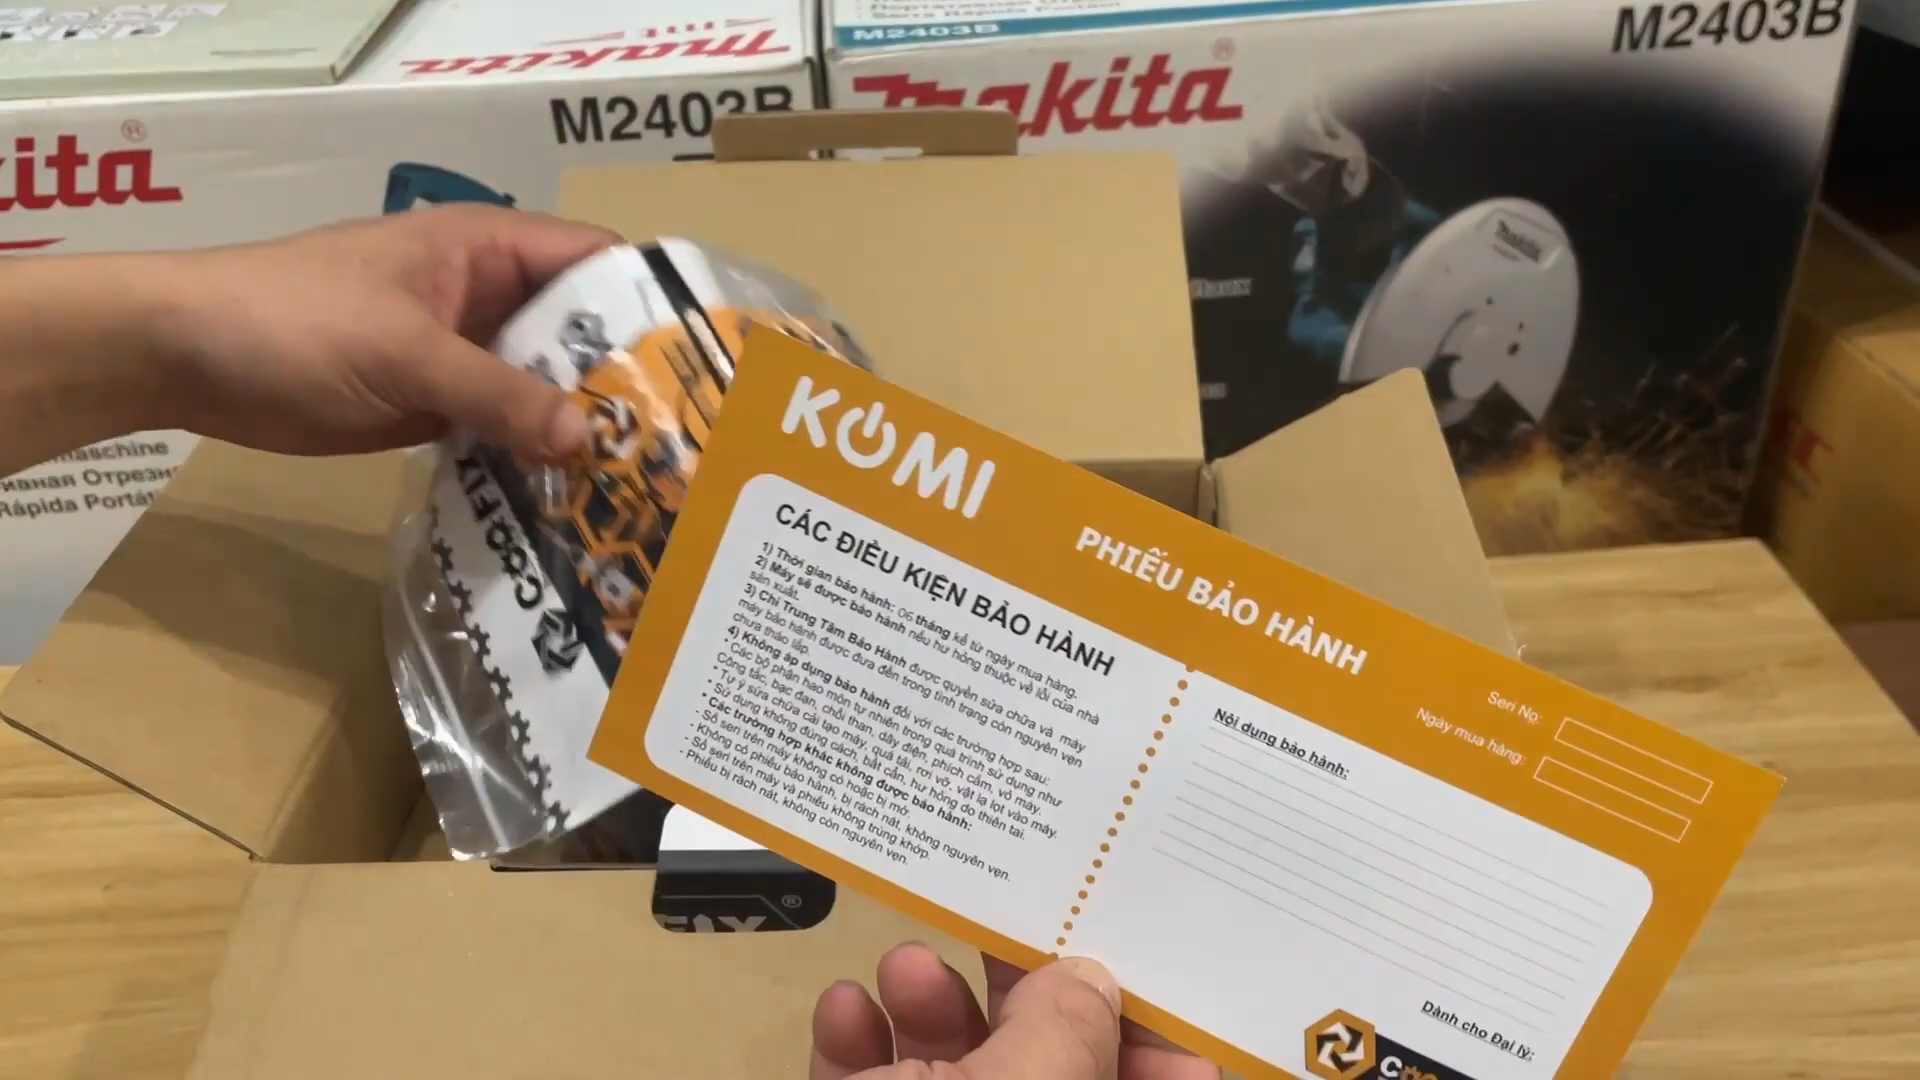 M2403B
M2403B
makita
M2403B
makita
ita
maschine
Rápida Portát
makita
KOMI
PHIẾU BẢO HÀNH
CÁC ĐIỀU KIỆN BẢO HÀNH
1) Thời gian bảo hành: 06 tháng kể từ ngày mua hàng.
2) Máy sẽ được bảo hành nếu hư hỏng thuộc về lỗi của nhà
sản xuất.
3) Chỉ Trung Tâm Bảo Hành được quyền sửa chữa và máy
máy bảo hành được đưa đến trong tình trạng còn nguyên vẹn
chưa tháo lắp.
4) Không áp dụng bảo hành đối với các trường hợp sau:
• Các bộ phận hao mòn tự nhiên trong quá trình sử dụng như
Công tắc, bạc đạn, chổi than, dây điện, phích cắm, vỏ máy.
• Tự ý sửa chữa cải tạo máy, quá tải, rơi vỡ, vật lạ lọt vào máy.
• Sử dụng không đúng cách, bất cẩn, hư hỏng do thiên tai.
• Các trường hợp khác không được bảo hành:
- Số seri trên máy không có hoặc bị mờ.
- Không có phiếu bảo hành, bị rách nát, không nguyên vẹn.
- Số seri trên máy và phiếu không trùng khớp.
- Phiếu bị rách nát, không còn nguyên vẹn.
Seri No:
Ngày mua hàng:
Nội dung bảo hành:
Dành cho Đại lý:
FIX ®